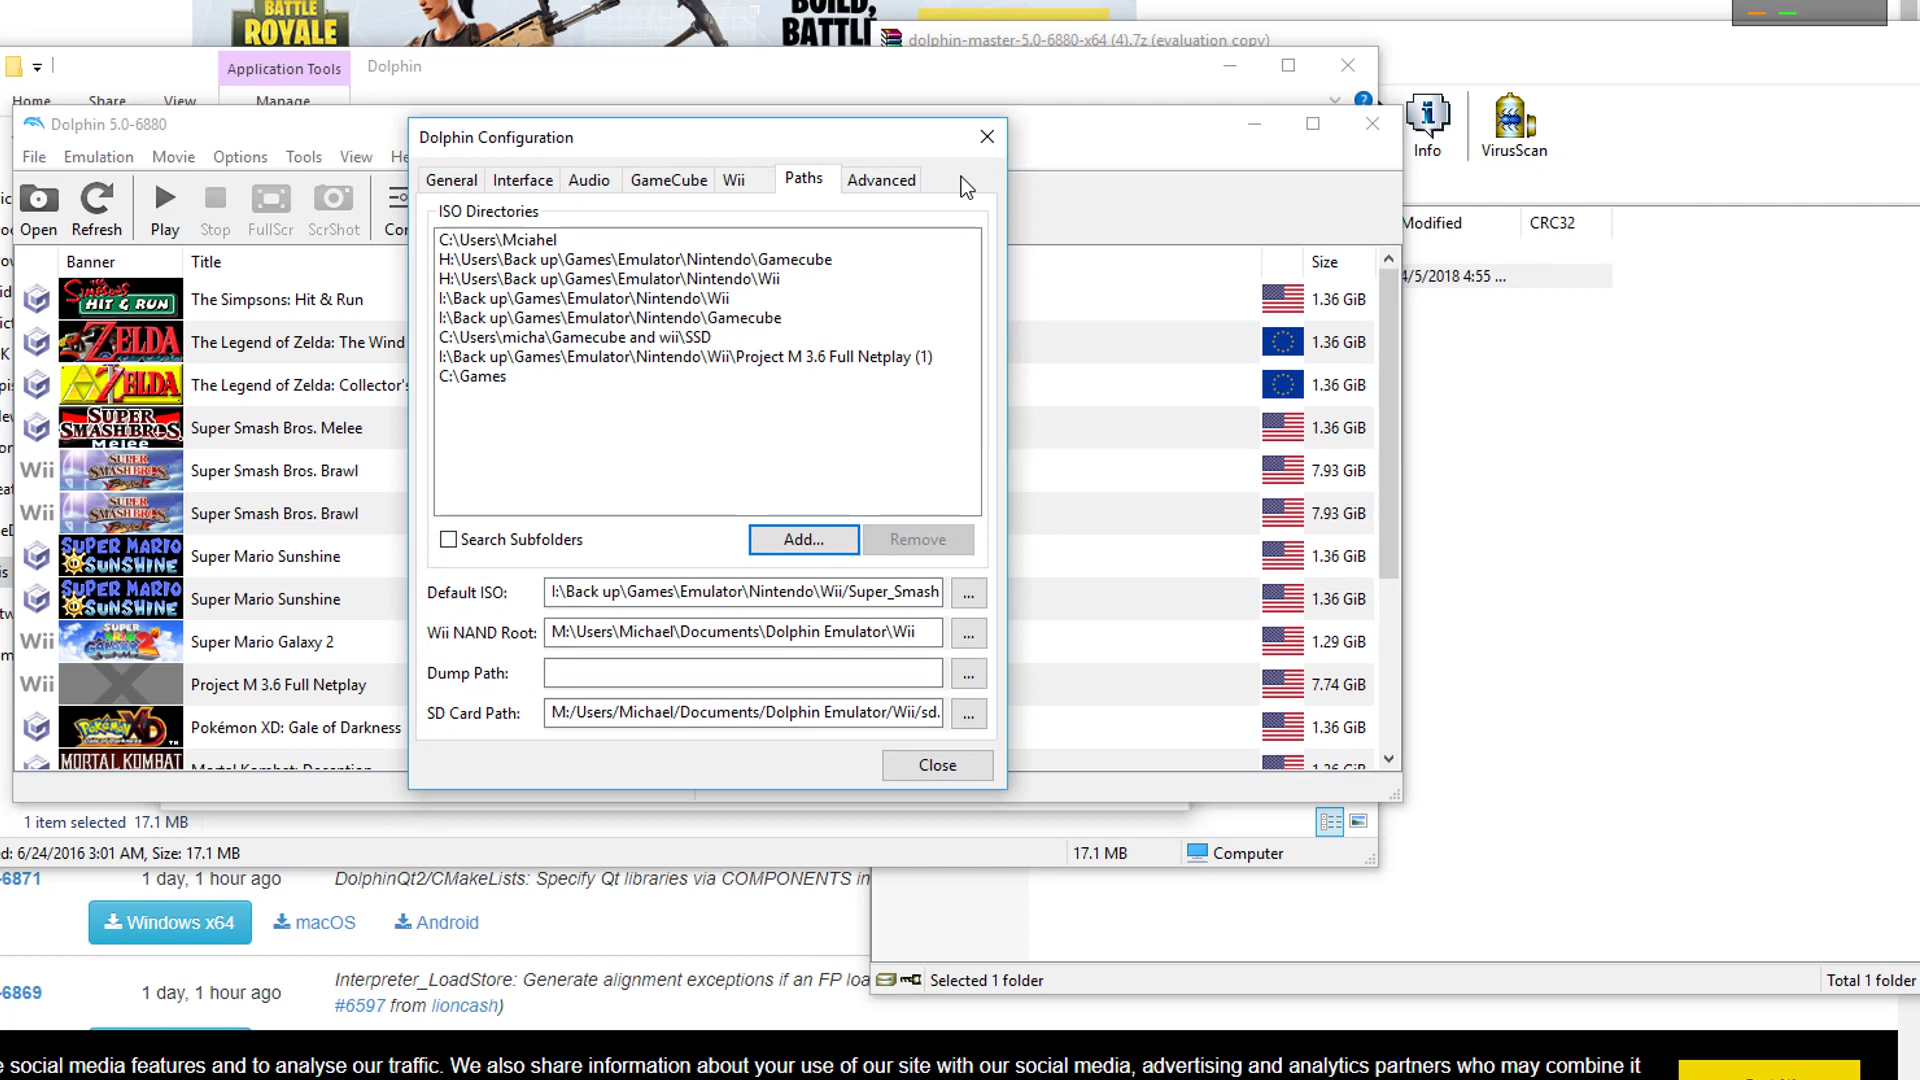 BATTLE
ROYALE
BUILD,
BATTL
dolphin-master-5.0-6880-x64 (4).7z (evaluation copy)
Application Tools
Dolphin
Home
Share
View
Manage
Dolphin 5.0-6880
File
Emulation
Movie
Options
Tools
View
He
Open
Refresh
Play
Stop
FullScr
ScrShot
Cor
Info
VirusScan
Modified
CRC32
4/5/2018 4:55 ...
Dolphin Configuration
General
Interface
Audio
GameCube
Wii
Paths
Advanced
ISO Directories
C:\Users\Mciahel
H:\Users\Back up\Games\Emulator\Nintendo\Gamecube
H:\Users\Back up\Games\Emulator\Nintendo\Wii
I:\Back up\Games\Emulator\Nintendo\Wii
I:\Back up\Games\Emulator\Nintendo\Gamecube
C:\Users\micha\Gamecube and wii\SSD
I:\Back up\Games\Emulator\Nintendo\Wii\Project M 3.6 Full Netplay (1)
C:\Games
Search Subfolders
Add...
Remove
Default ISO:
I:\Back up\Games\Emulator\Nintendo\Wii/Super_Smash
...
Wii NAND Root:
M:\Users\Michael\Documents\Dolphin Emulator\Wii
...
Dump Path:
...
SD Card Path:
M:/Users/Michael/Documents/Dolphin Emulator/Wii/sd.
...
Close
Banner
Title
Size
The Simpsons: Hit & Run
1.36 GiB
The Legend of Zelda: The Wind
1.36 GiB
The Legend of Zelda: Collector's
1.36 GiB
Super Smash Bros. Melee
1.36 GiB
Wii
Super Smash Bros. Brawl
7.93 GiB
Wii
Super Smash Bros. Brawl
7.93 GiB
Super Mario Sunshine
1.36 GiB
Super Mario Sunshine
1.36 GiB
Wii
Super Mario Galaxy 2
1.29 GiB
Wii
Project M 3.6 Full Netplay
7.74 GiB
Pokémon XD: Gale of Darkness
1.36 GiB
MORTAL KOMBAT
Mortal Kombat: Deception
1.36 GiB
1 item selected 17.1 MB
ed: 6/24/2016 3:01 AM, Size: 17.1 MB
17.1 MB
Computer
-6871
1 day, 1 hour ago
DolphinQt2/CMakeLists: Specify Qt libraries via COMPONENTS in
Windows x64
macOS
Android
-6869
1 day, 1 hour ago
Interpreter_LoadStore: Generate alignment exceptions if an FP loa
#6597 from lioncash)
Selected 1 folder
Total 1 folder
e social media features and to analyse our traffic. We also share information about your use of our site with our social media, advertising and analytics partners who may combine it